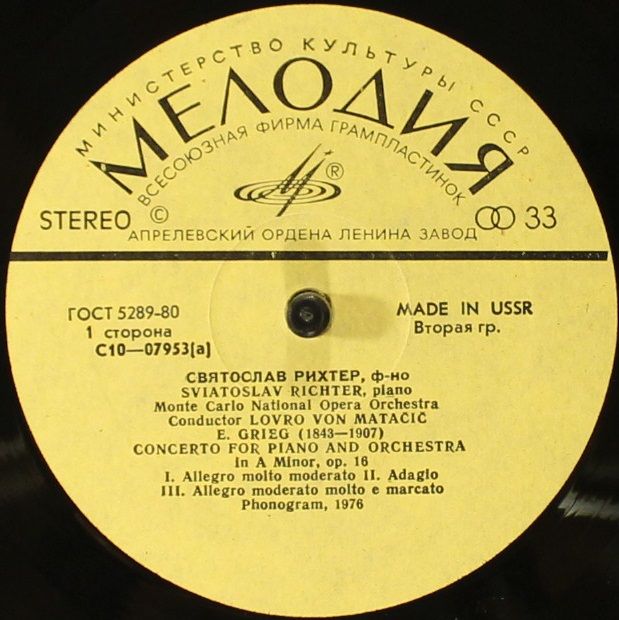 МИНИСТЕРСТВО КУЛЬТУРЫ СССР
МЕЛОДИЯ
ВСЕСОЮЗНАЯ ФИРМА ГРАМПЛАСТИНОК
®
STEREO © 33
АПРЕЛЕВСКИЙ ОРДЕНА ЛЕНИНА ЗАВОД
ГОСТ 5289-80
1 сторона
С10—07953(а)
MADE IN USSR
Вторая гр.
СВЯТОСЛАВ РИХТЕР, ф-но
SVIATOSLAV RICHTER, piano
Monte Carlo National Opera Orchestra
Conductor LOVRO VON MATAČIĆ
E. GRIEG (1843—1907)
CONCERTO FOR PIANO AND ORCHESTRA
in A Minor, op. 16
I. Allegro molto moderato II. Adagio
III. Allegro moderato molto e marcato
Phonogram, 1976